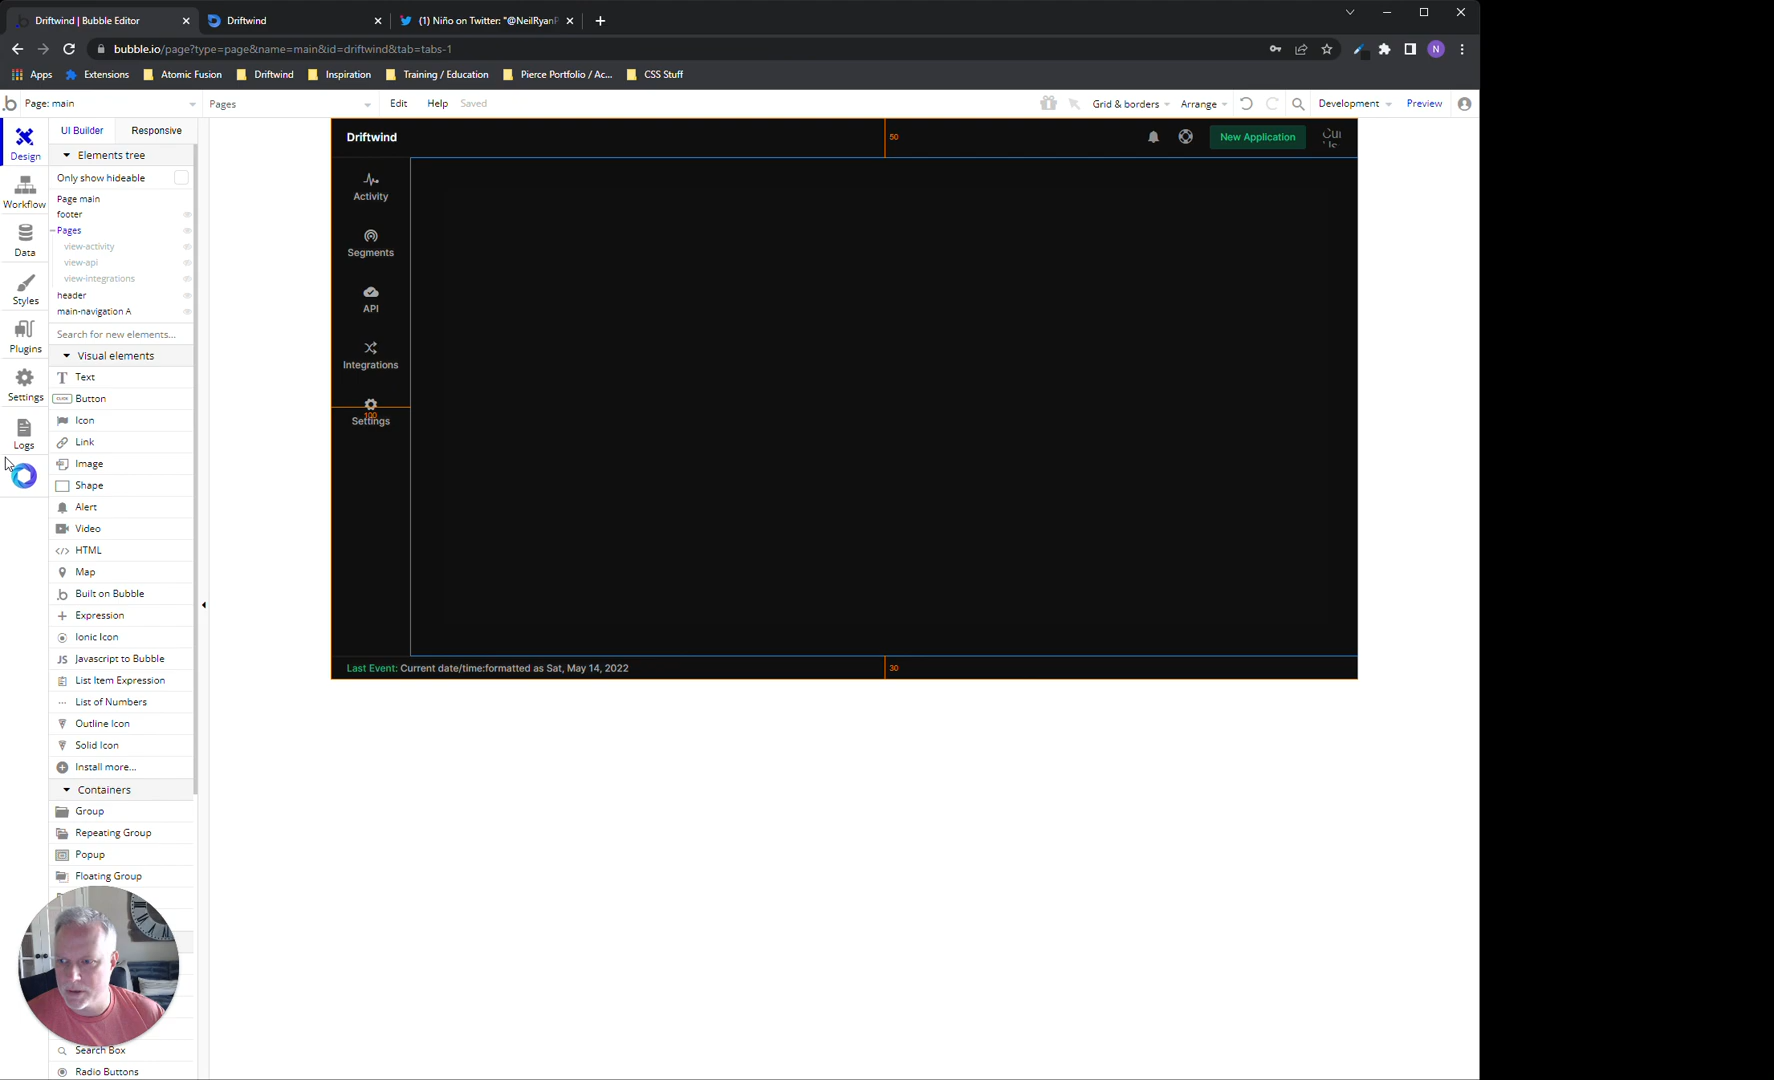 Driftwind | Bubble Editor
Driftwind
(1) Niño on Twitter: "@NeilRyanP
bubble.io/page?type=page&name=main&id=driftwind&tab=tabs-1
N
Apps
Extensions
Atomic Fusion
Driftwind
Inspiration
Training / Education
Pierce Portfolio / Ac...
CSS Stuff
Page: main
Pages
Edit
Help
Saved
Grid & borders
Arrange
Development
Preview
Design
Workflow
Data
Styles
Plugins
Settings
Logs
UI Builder
Responsive
Elements tree
Only show hideable
Page main
footer
Pages
view-activity
view-api
view-integrations
header
main-navigation A
Search for new elements...
Visual elements
Text
Button
Icon
Link
Image
Shape
Alert
Video
HTML
Map
Built on Bubble
Expression
Ionic Icon
Javascript to Bubble
List Item Expression
List of Numbers
Outline Icon
Solid Icon
Install more...
Containers
Group
Repeating Group
Popup
Floating Group
Search Box
Radio Buttons
Driftwind
50
New Application
Activity
Segments
API
Integrations
100
Settings
Last Event: Current date/time:formatted as Sat, May 14, 2022
30